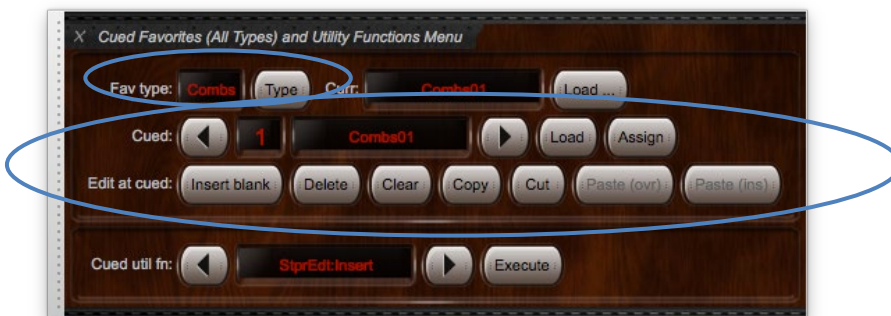 X Cued Favorites (All Types) and Utility Functions Menu
Fav type: Combs Type Curr: Combs01 Load ...
Cued: 1 Combs01 Load Assign
Edit at cued: Insert blank Delete Clear Copy Cut Paste (ovr) Paste (ins)
Cued util fn: StprEdt:Insert Execute